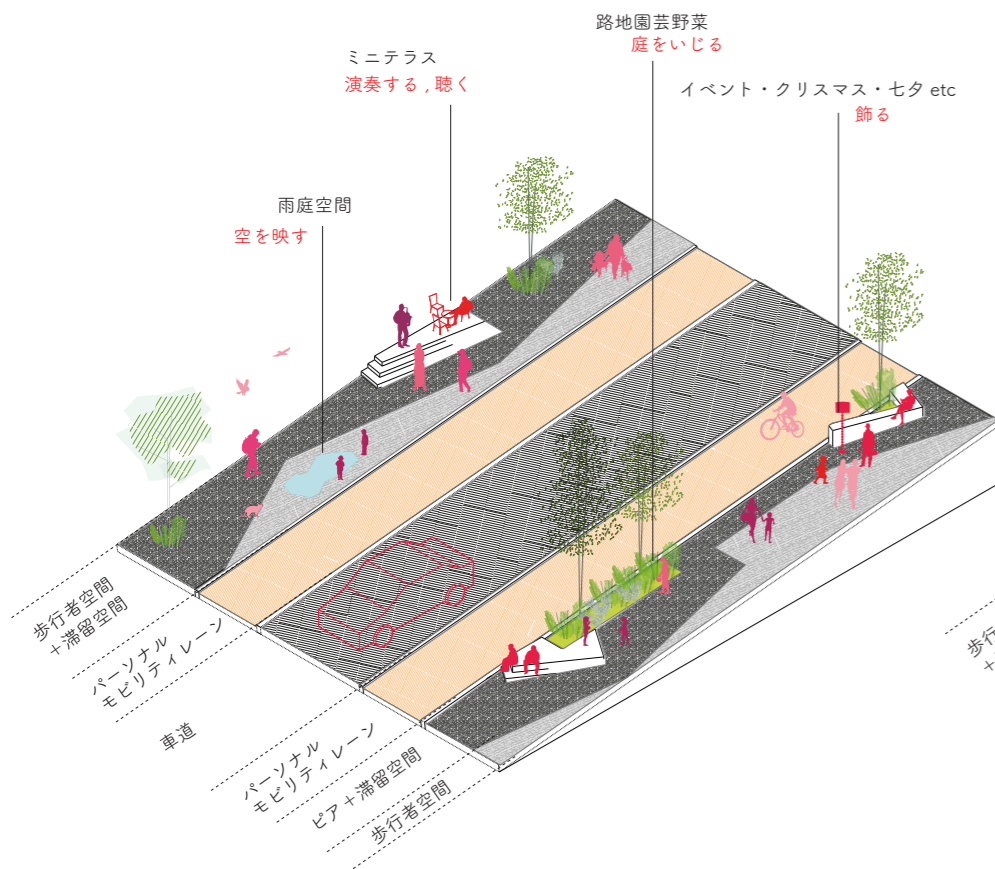 路地園芸野菜
庭をいじる
ミニテラス
演奏する , 聴く
イベント・クリスマス・七夕 etc
飾る
雨庭空間
空を映す
歩行者空間
＋滞留空間
パーソナル
モビリティレーン
車道
パーソナル
モビリティレーン
ピア＋滞留空間
歩行者空間
歩行